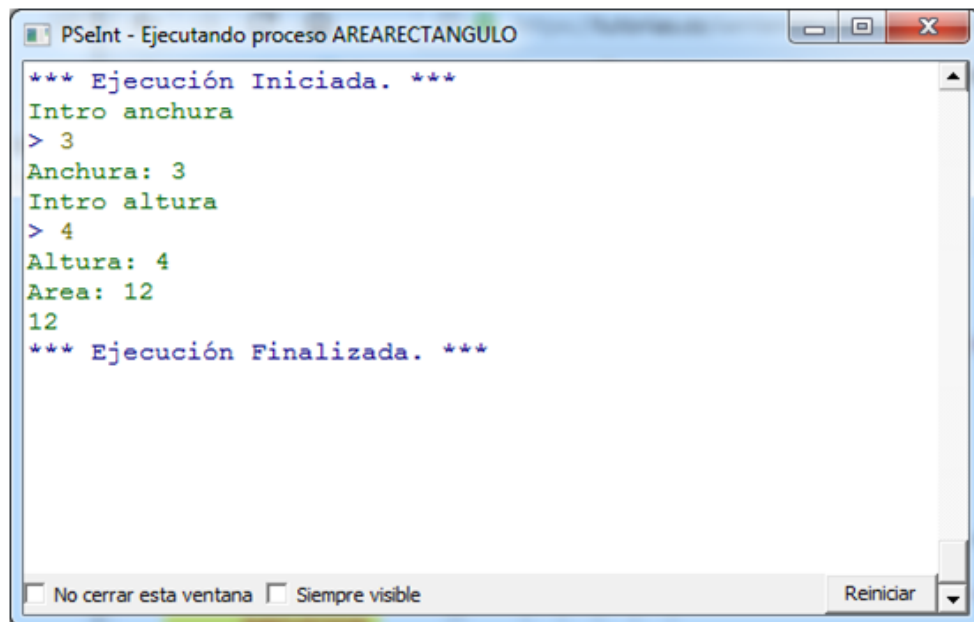 PSeInt - Ejecutando proceso AREARECTANGULO
*** Ejecución Iniciada. ***
Intro anchura
> 3
Anchura: 3
Intro altura
> 4
Altura: 4
Area: 12
12
*** Ejecución Finalizada. ***
No cerrar esta ventana Siempre visible Reiniciar